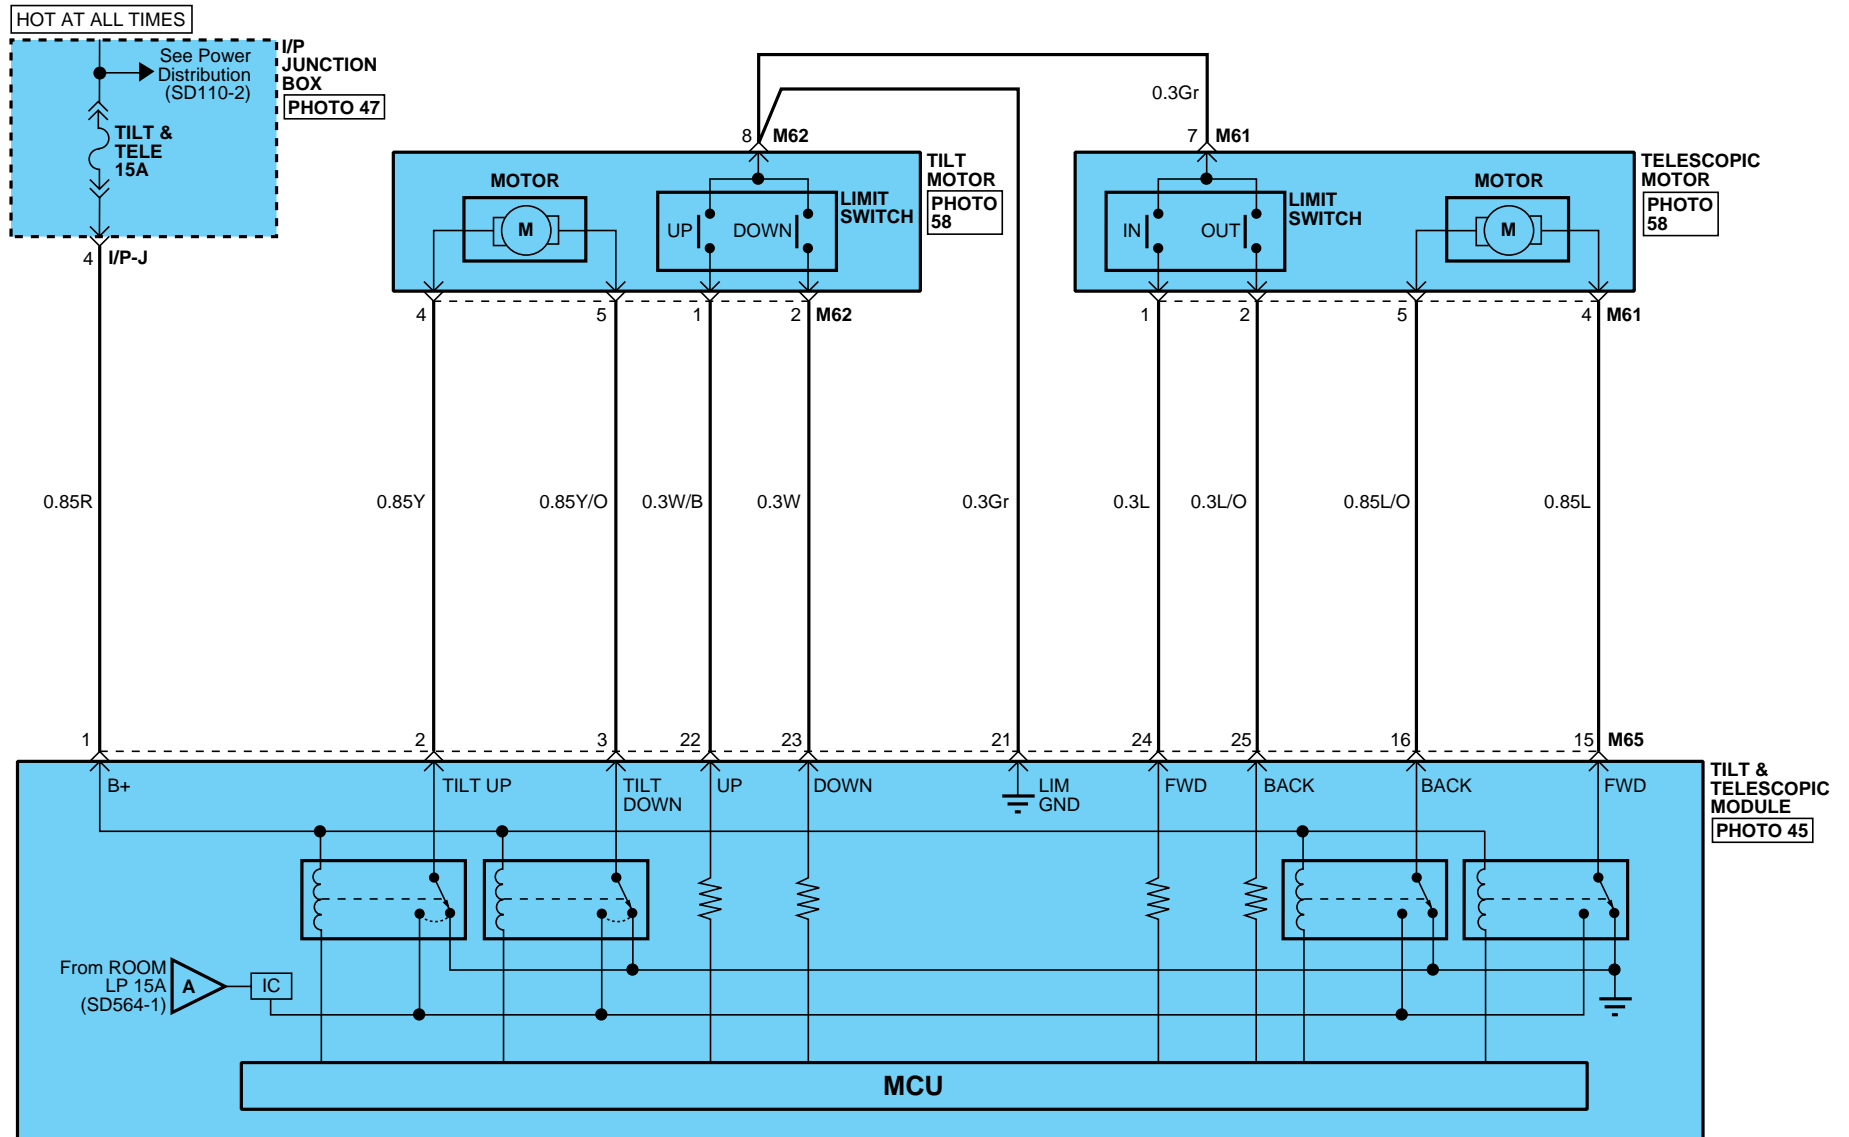 HOT AT ALL TIMES
See Power
Distribution
(SD110-2)
I/P
JUNCTION
BOX
PHOTO 47
TILT &
TELE
15A
4 I/P-J
0.3Gr
8 M62
7 M61
MOTOR
M
UP
DOWN
LIMIT
SWITCH
TILT
MOTOR
PHOTO
58
IN
OUT
LIMIT
SWITCH
MOTOR
M
TELESCOPIC
MOTOR
PHOTO
58
4 5 1 2 M62
1 2 5 4 M61
0.85R 0.85Y 0.85Y/O 0.3W/B 0.3W 0.3Gr 0.3L 0.3L/O 0.85L/O 0.85L
1 2 3 22 23 21 24 25 16 15 M65
B+
TILT UP
TILT
DOWN
UP
DOWN
LIM
GND
FWD
BACK
BACK
FWD
TILT &
TELESCOPIC
MODULE
PHOTO 45
From ROOM
LP 15A
(SD564-1)
A
IC
MCU